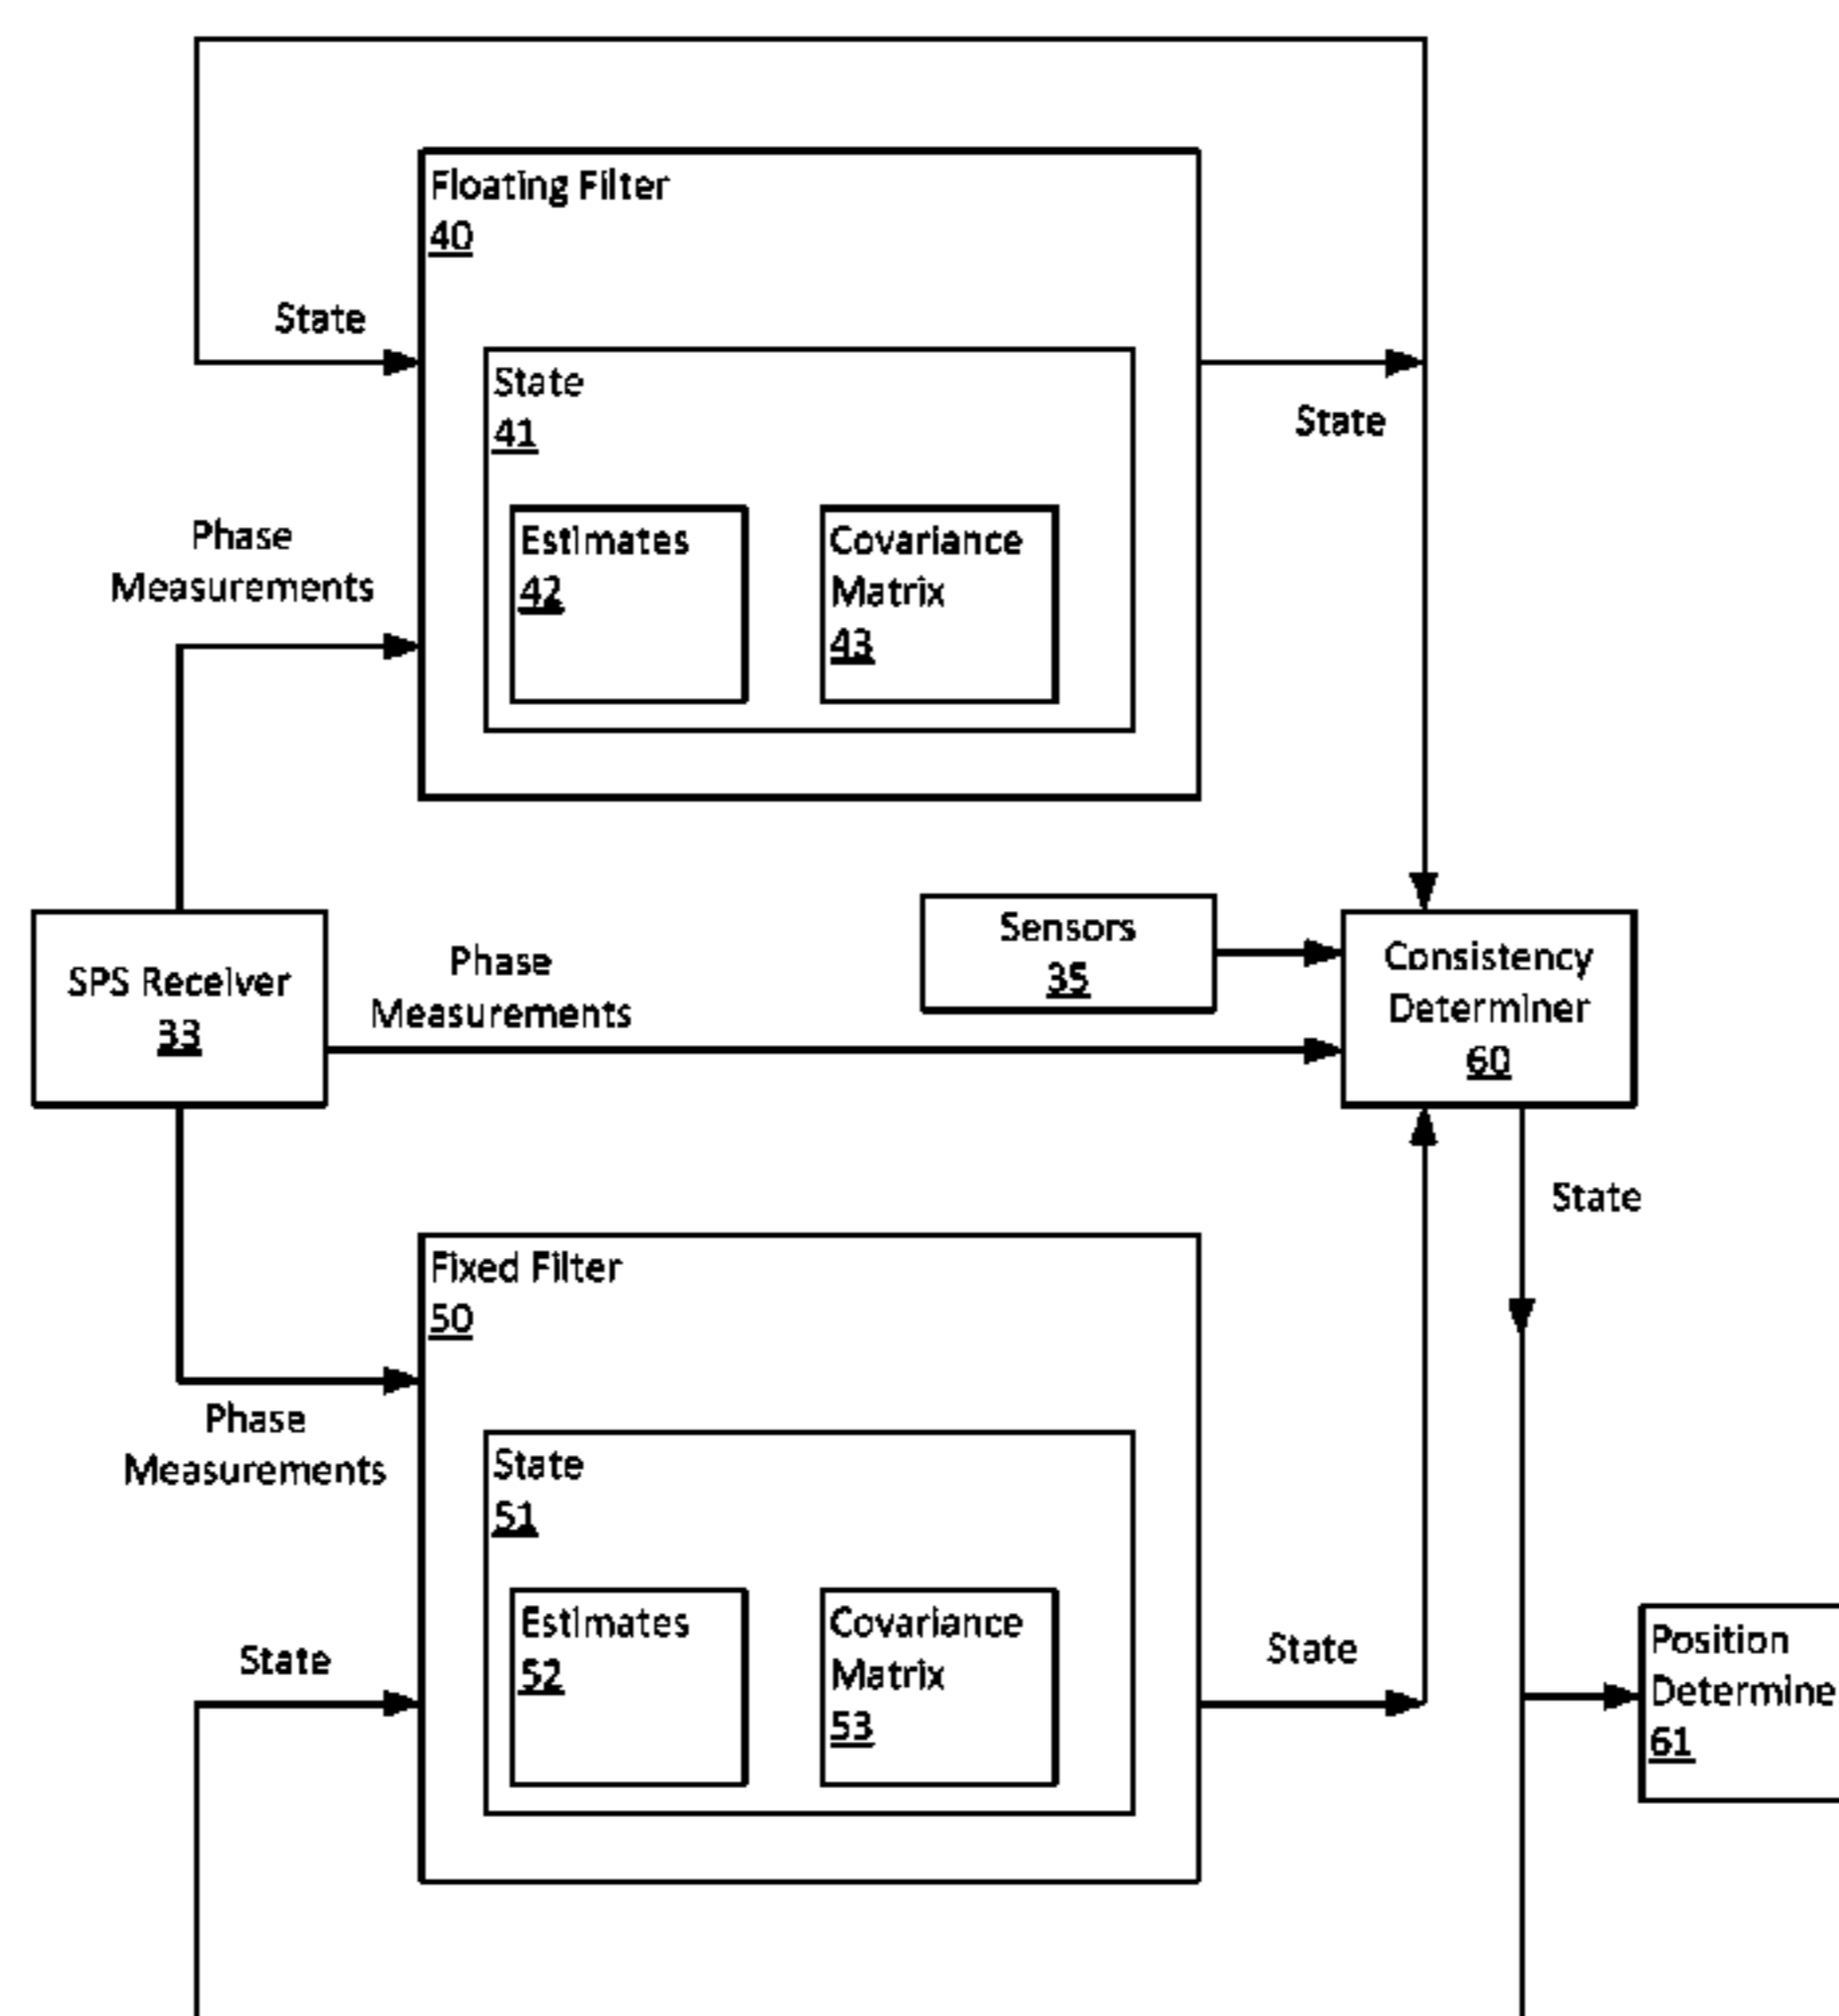 Floating Filter
40
State
State
41
State
Estimates
42
Covariance
Matrix
43
Phase
Measurements
SPS Receiver
33
Phase
Measurements
Sensors
35
Consistency
Determiner
60
State
Fixed Filter
50
Phase
Measurements
State
51
Estimates
52
Covariance
Matrix
53
State
State
Position
Determine
61